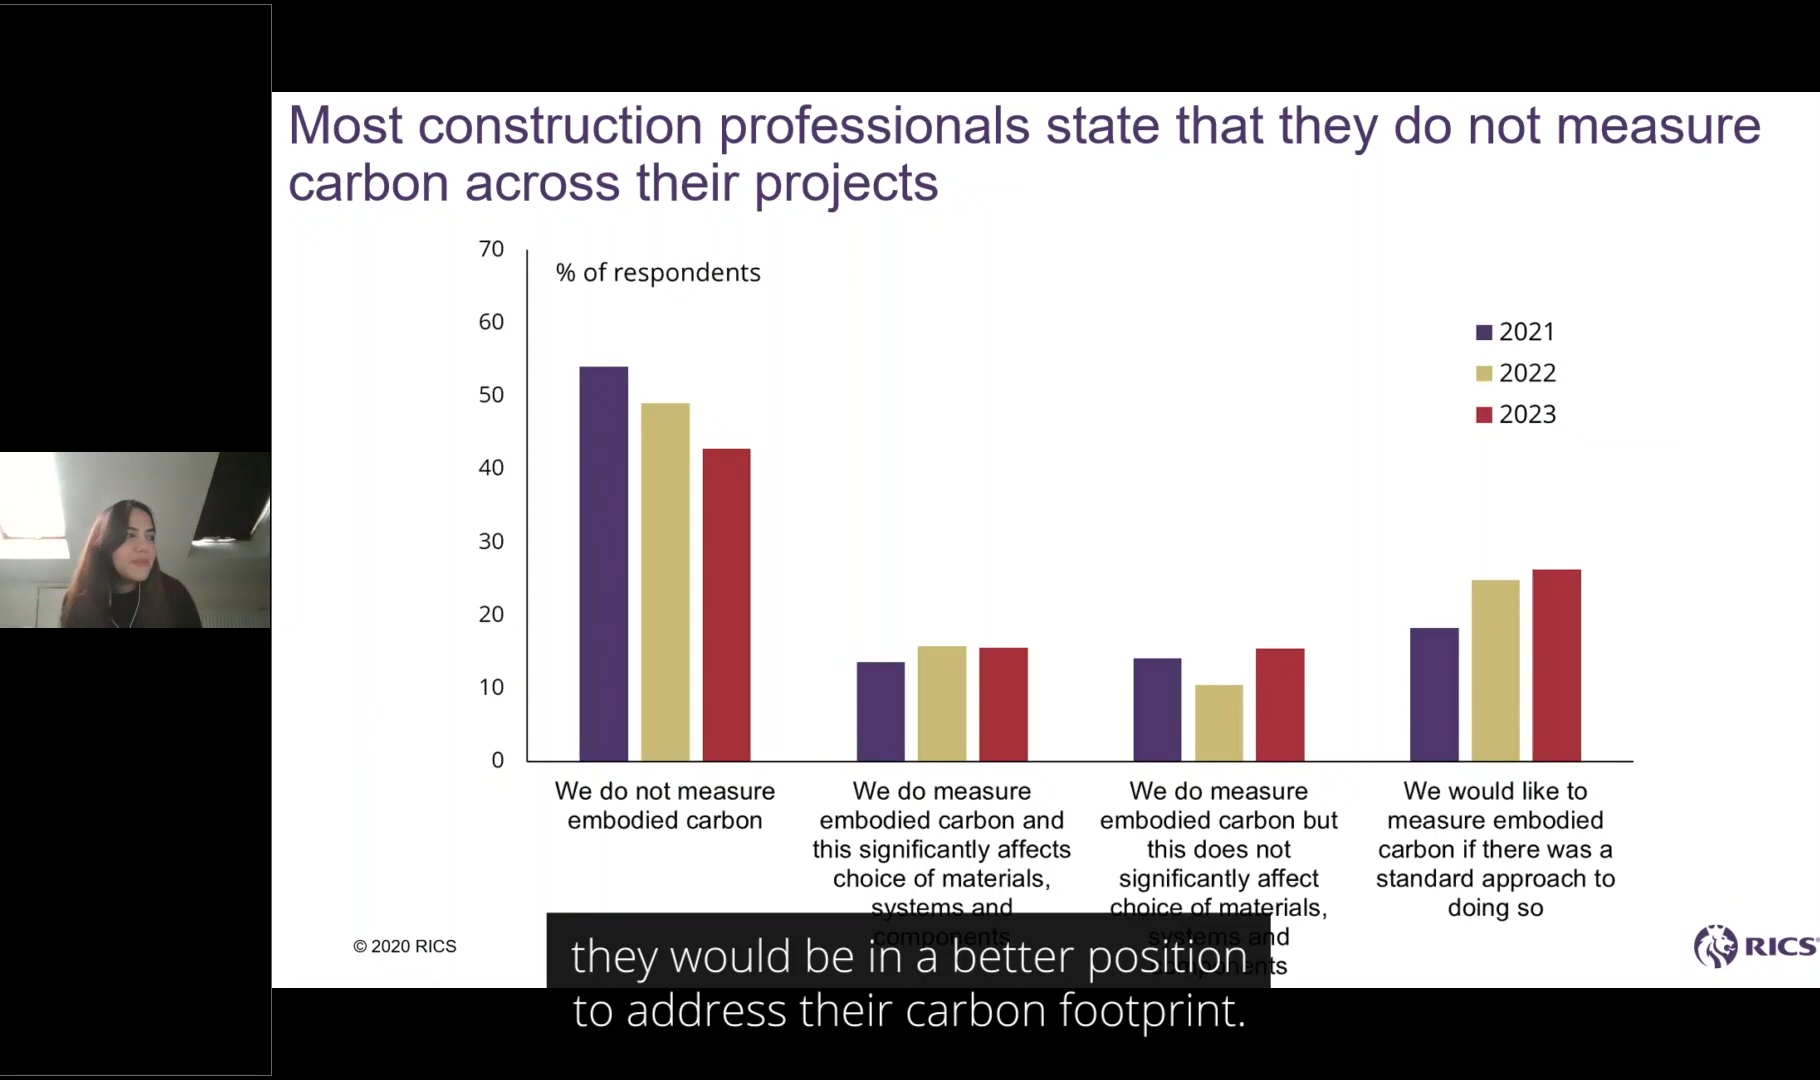 Most construction professionals state that they do not measure
carbon across their projects
70
60
50
40
30
20
10
0
% of respondents
2021
2022
2023
We do not measure
embodied carbon
We do measure
embodied carbon and
this significantly affects
choice of materials,
systems and
components
We do measure
embodied carbon but
this does not
significantly affect
choice of materials,
systems and
components
We would like to
measure embodied
carbon if there was a
standard approach to
doing so
© 2020 RICS
RICS
they would be in a better position
to address their carbon footprint.